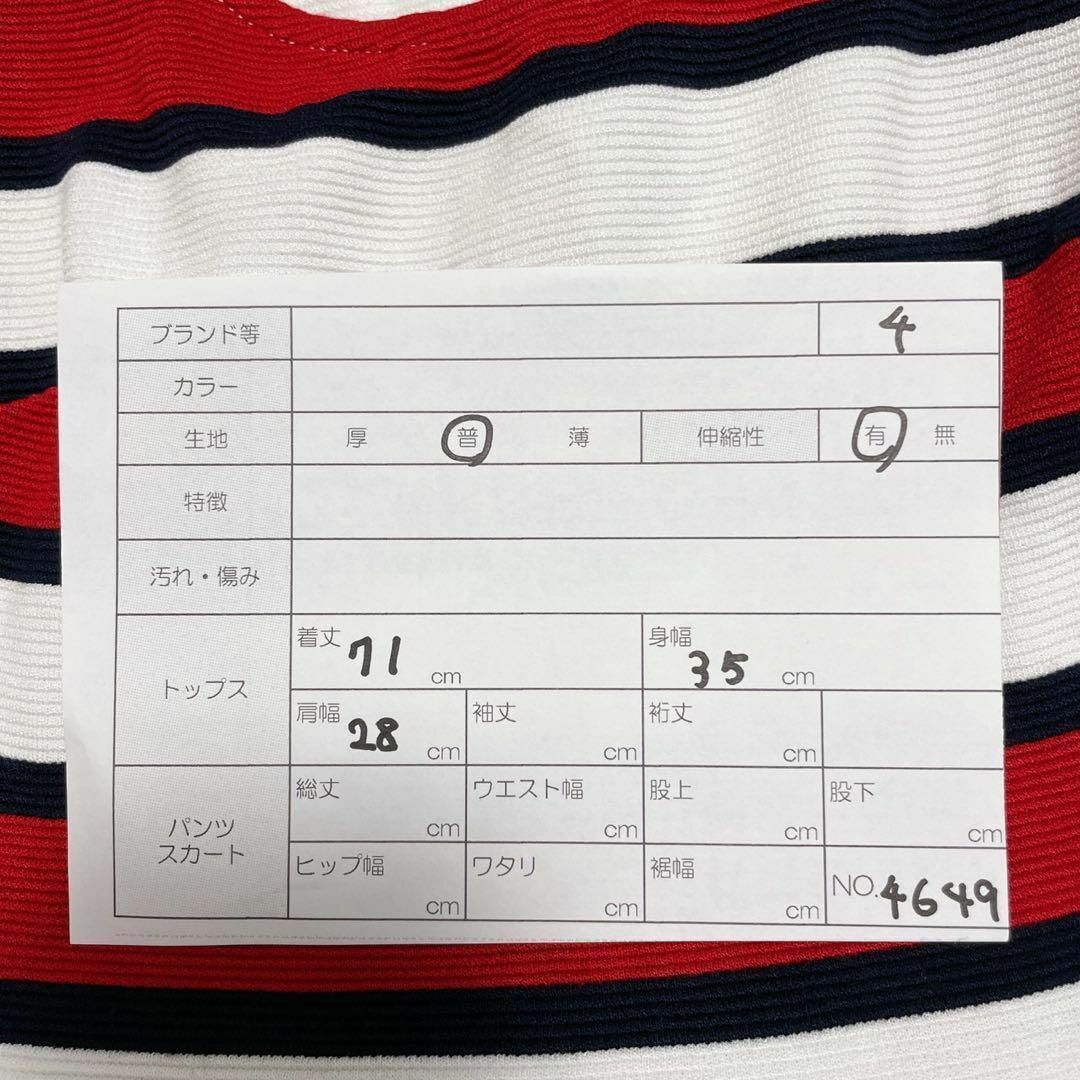 ブランド等 4
カラー
生地 厚 普 薄 伸縮性 有 無
特徴
汚れ・傷み
トップス
着丈 71 cm 身幅 35 cm
肩幅 28 cm 袖丈 cm 裄丈 cm
パンツ
スカート
総丈 cm ウエスト幅 cm 股上 cm 股下 cm
ヒップ幅 cm ワタリ cm 裾幅 cm NO.4649